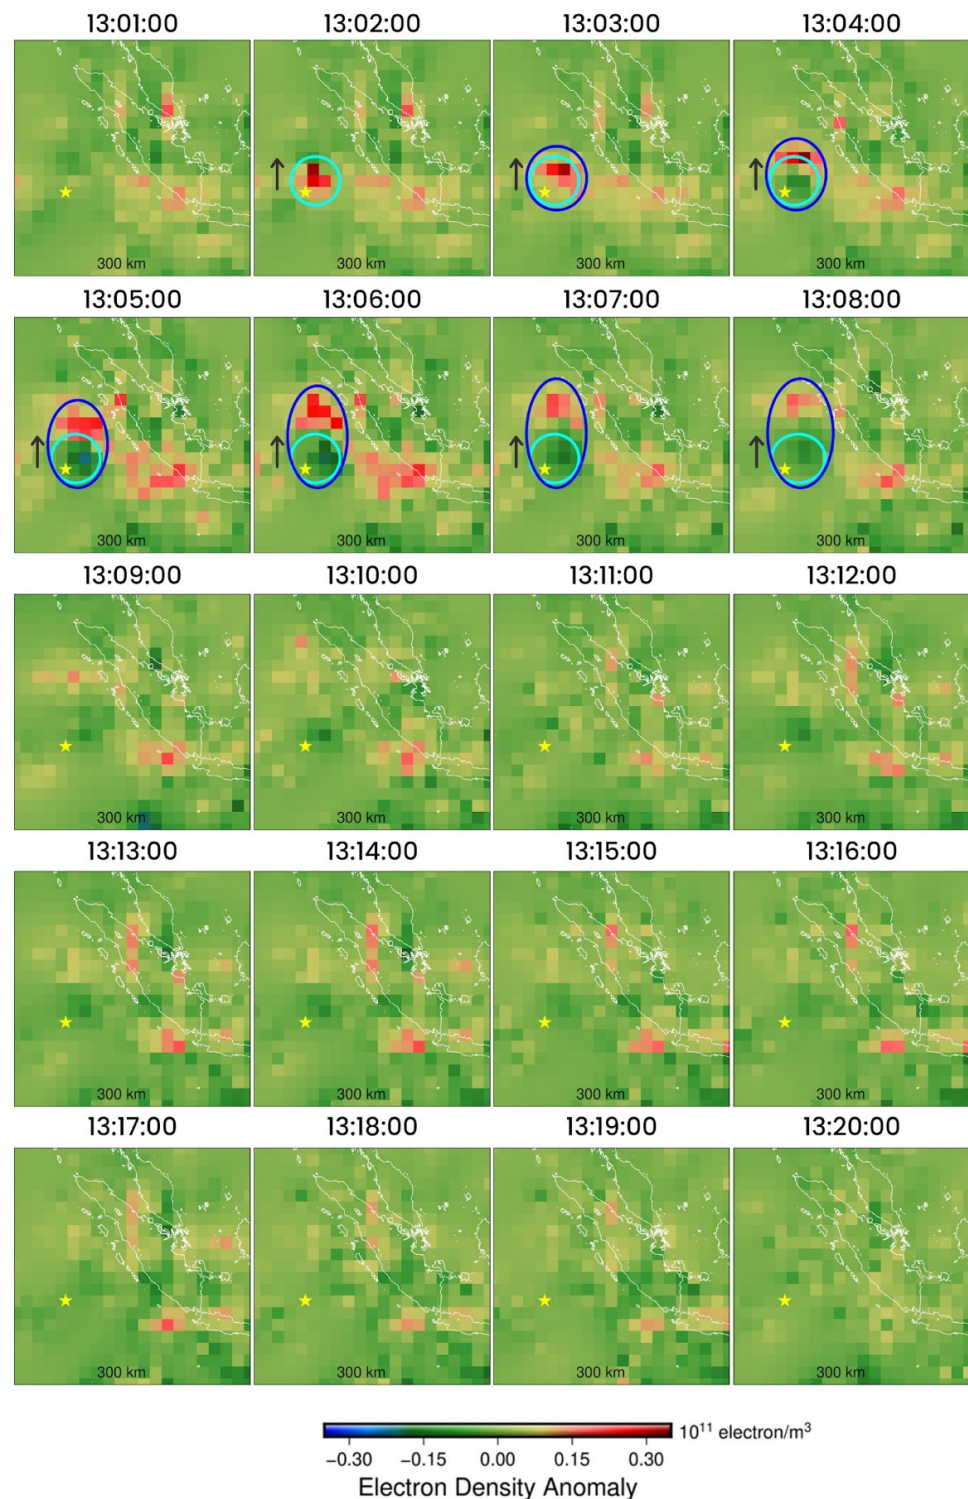 13:01:00 13:02:00 13:03:00 13:04:00
300 km 300 km 300 km 300 km
13:05:00 13:06:00 13:07:00 13:08:00
300 km 300 km 300 km 300 km
13:09:00 13:10:00 13:11:00 13:12:00
300 km 300 km 300 km 300 km
13:13:00 13:14:00 13:15:00 13:16:00
300 km 300 km 300 km 300 km
13:17:00 13:18:00 13:19:00 13:20:00
300 km 300 km 300 km 300 km
10¹¹ electron/m³
−0.30 −0.15 0.00 0.15 0.30
Electron Density Anomaly